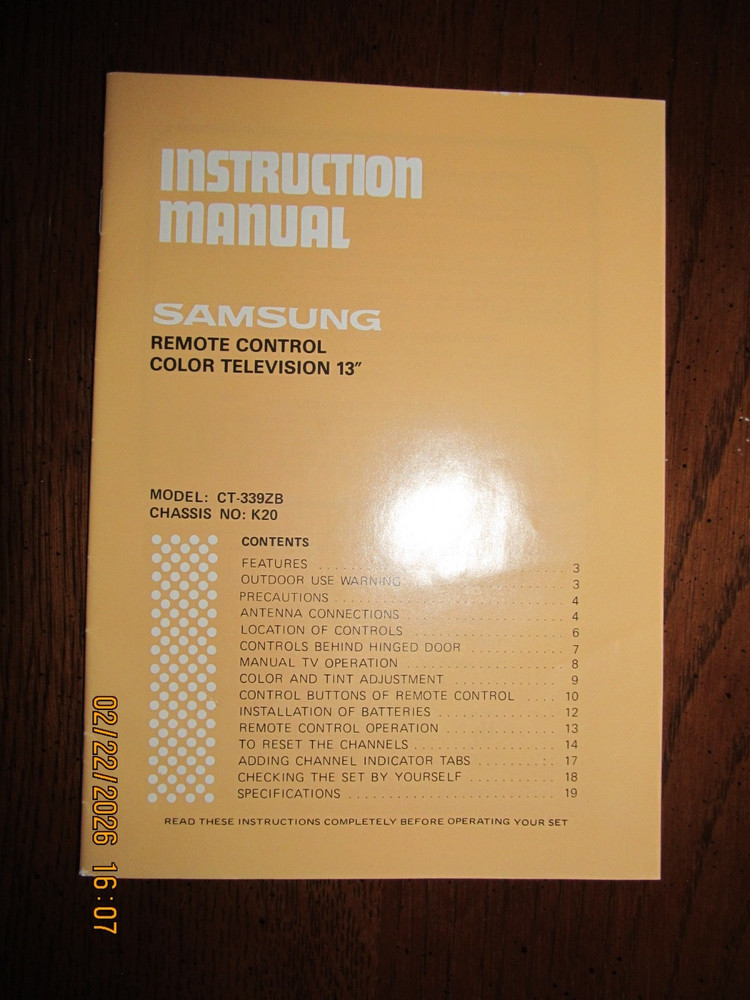 INSTRUCTION
MANUAL
SAMSUNG
REMOTE CONTROL
COLOR TELEVISION 13″
MODEL: CT-339ZB
CHASSIS NO: K20
CONTENTS
FEATURES . . . . . . . . . . . . . . . . . . . . . . . . . . . . . . 3
OUTDOOR USE WARNING . . . . . . . . . . . . . . . . . . . . 3
PRECAUTIONS . . . . . . . . . . . . . . . . . . . . . . . . . . . . 4
ANTENNA CONNECTIONS . . . . . . . . . . . . . . . . . . . . 4
LOCATION OF CONTROLS . . . . . . . . . . . . . . . . . . . 6
CONTROLS BEHIND HINGED DOOR . . . . . . . . . . . . 7
MANUAL TV OPERATION . . . . . . . . . . . . . . . . . . . . 8
COLOR AND TINT ADJUSTMENT . . . . . . . . . . . . . . 9
CONTROL BUTTONS OF REMOTE CONTROL . . . . 10
INSTALLATION OF BATTERIES . . . . . . . . . . . . . . . 12
REMOTE CONTROL OPERATION . . . . . . . . . . . . . . 13
TO RESET THE CHANNELS . . . . . . . . . . . . . . . . . . 14
ADDING CHANNEL INDICATOR TABS . . . . . . . . . . 17
CHECKING THE SET BY YOURSELF . . . . . . . . . . . 18
SPECIFICATIONS . . . . . . . . . . . . . . . . . . . . . . . . . . 19
READ THESE INSTRUCTIONS COMPLETELY BEFORE OPERATING YOUR SET
02/22/2026 16:07